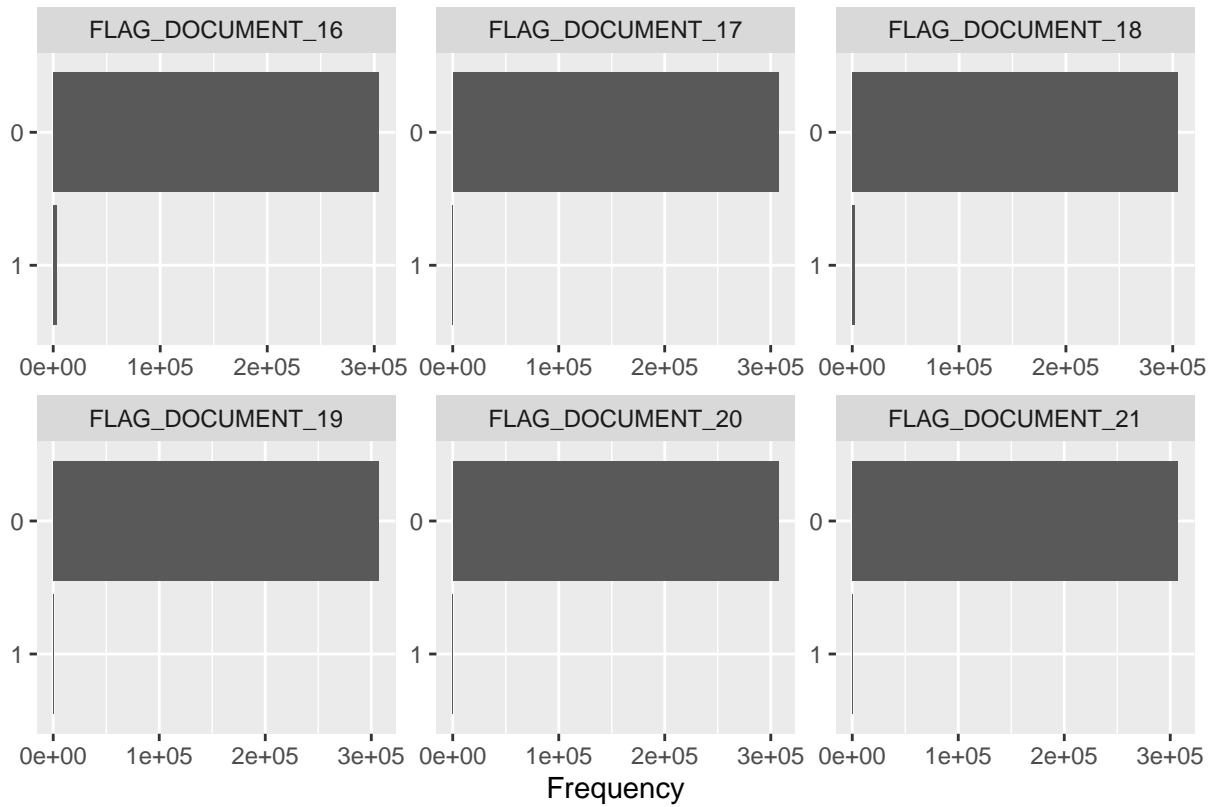 FLAG_DOCUMENT_16 FLAG_DOCUMENT_17 FLAG_DOCUMENT_18
0 0 0
1 1 1
0e+00 1e+05 2e+05 3e+05 0e+00 1e+05 2e+05 3e+05 0e+00 1e+05 2e+05 3e+05
FLAG_DOCUMENT_19 FLAG_DOCUMENT_20 FLAG_DOCUMENT_21
0 0 0
1 1 1
0e+00 1e+05 2e+05 3e+05 0e+00 1e+05 2e+05 3e+05 0e+00 1e+05 2e+05 3e+05
Frequency